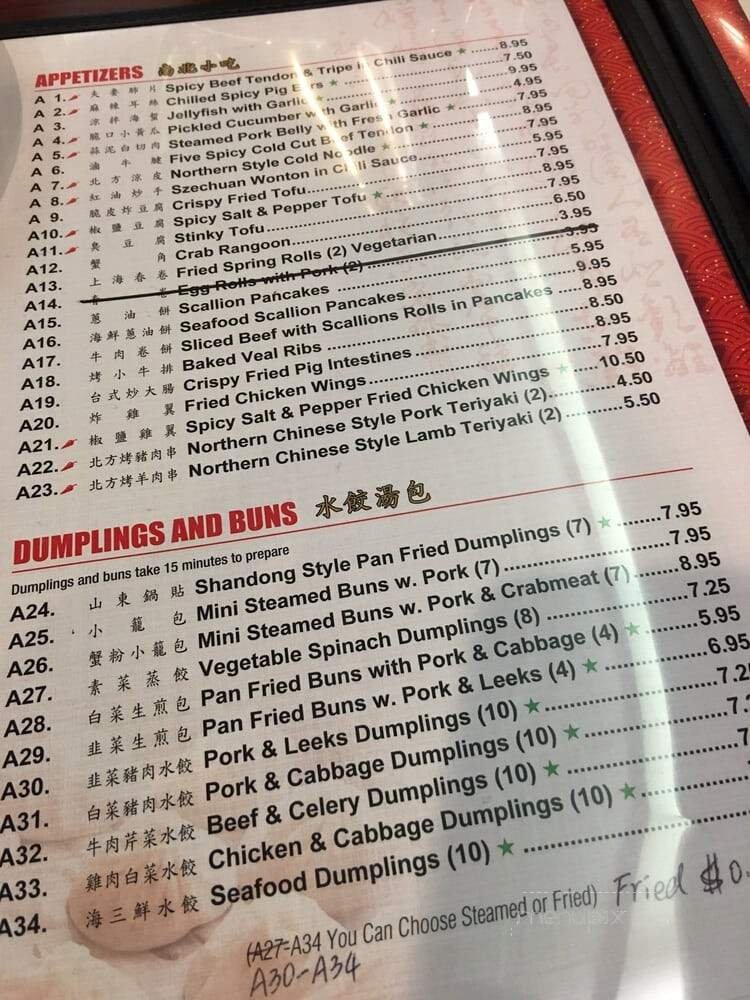 APPETIZERS 南北小吃
A 1. 夫妻肺片 Spicy Beef Tendon & Tripe in Chili Sauce ★ .......8.95
A 2. 麻辣耳絲 Chilled Spicy Pig Ears ★ .......7.50
A 3. 涼拌海蜇 Jellyfish with Garlic ★ .......9.95
A 4. 脆口小黃瓜 Pickled Cucumber with Garlic ★ .......4.95
A 5. 蒜泥白切肉 Steamed Pork Belly with Fresh Garlic ★ .......7.95
A 6. 滷牛腱 Five Spicy Cold Cut Beef Tendon ★ .......8.95
A 7. 北方涼皮 Northern Style Cold Noodle ★ .......7.95
A 8. 紅油炒手 Szechuan Wonton in Chili Sauce.......5.95
A 9. 脆皮炸豆腐 Crispy Fried Tofu.......7.95
A10. 椒鹽豆腐 Spicy Salt & Pepper Tofu ★ .......8.95
A11. 臭豆腐 Stinky Tofu.......7.95
A12. 蟹角 Crab Rangoon.......6.50
A13. 上海春卷 Fried Spring Rolls (2) Vegetarian.......3.95
A14. 卷 Egg Rolls with Pork (2) .......3.95
A15. 蔥油餅 Scallion Pancakes .......5.95
A16. 海鮮蔥油餅 Seafood Scallion Pancakes.......9.95
A17. 牛肉卷餅 Sliced Beef with Scallions Rolls in Pancakes .......8.95
A18. 烤小牛排 Baked Veal Ribs .......8.50
A19. 台式炒大腸 Crispy Fried Pig Intestines .......8.95
A20. 炸雞翼 Fried Chicken Wings.......7.95
A21. 椒鹽雞翼 Spicy Salt & Pepper Fried Chicken Wings ★ .......10.50
A22. 北方烤豬肉串 Northern Chinese Style Pork Teriyaki (2).......4.50
A23. 北方烤羊肉串 Northern Chinese Style Lamb Teriyaki (2) .......5.50
DUMPLINGS AND BUNS 水餃湯包
Dumplings and buns take 15 minutes to prepare
A24. 山東鍋貼 Shandong Style Pan Fried Dumplings (7) ★ .......7.95
A25. 小籠包 Mini Steamed Buns w. Pork (7) .......7.95
A26. 蟹粉小籠包 Mini Steamed Buns w. Pork & Crabmeat (7).......8.95
A27. 素菜蒸餃 Vegetable Spinach Dumplings (8) .......7.25
A28. 白菜生煎包 Pan Fried Buns with Pork & Cabbage (4) ★ .......5.95
A29. 韭菜生煎包 Pan Fried Buns w. Pork & Leeks (4) ★ .......6.95
A30. 韭菜豬肉水餃 Pork & Leeks Dumplings (10) ★ .......7.2
A31. 白菜豬肉水餃 Pork & Cabbage Dumplings (10) ★ .......7.
A32. 牛肉芹菜水餃 Beef & Celery Dumplings (10) ★ .......7
A33. 雞肉白菜水餃 Chicken & Cabbage Dumplings (10) ★ .......
A34. 海三鮮水餃 Seafood Dumplings (10) ★ .......
(A27-A34 You Can Choose Steamed or Fried) Fried $0.
A30-A34